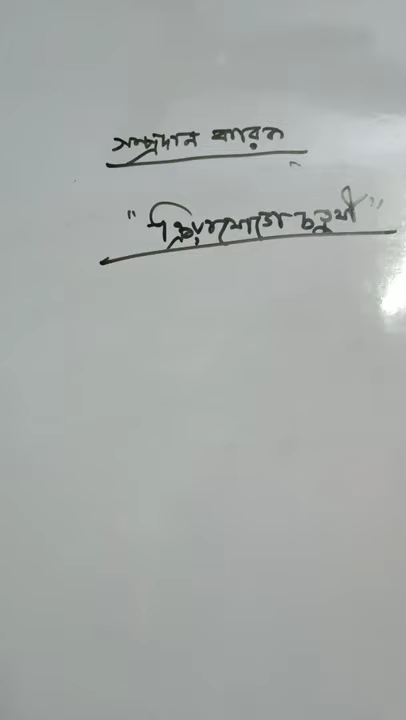 সম্প্রদান কারক
" যোগে চতুর্থী "